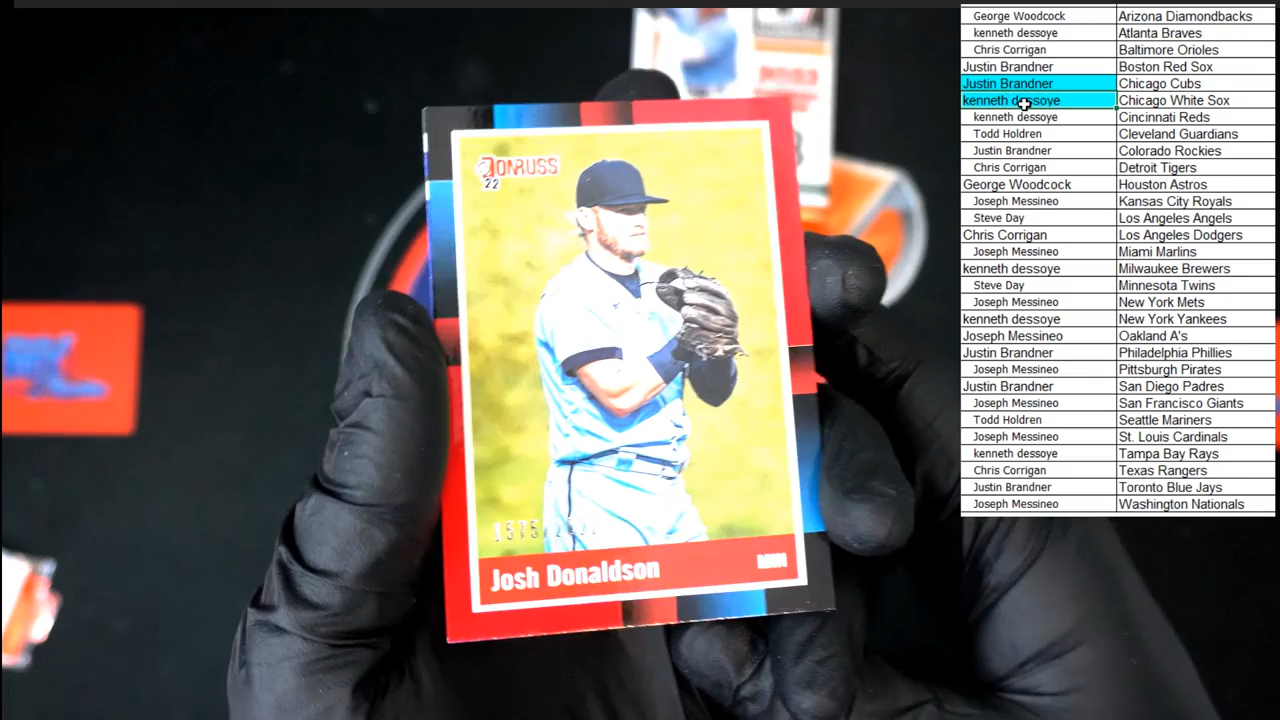 DONRUSS
22
Josh Donaldson
MIN
George Woodcock Arizona Diamondbacks
kenneth dessoye Atlanta Braves
Chris Corrigan Baltimore Orioles
Justin Brandner Boston Red Sox
Justin Brandner Chicago Cubs
kenneth dessoye Chicago White Sox
kenneth dessoye Cincinnati Reds
Todd Holdren Cleveland Guardians
Justin Brandner Colorado Rockies
Chris Corrigan Detroit Tigers
George Woodcock Houston Astros
Joseph Messineo Kansas City Royals
Steve Day Los Angeles Angels
Chris Corrigan Los Angeles Dodgers
Joseph Messineo Miami Marlins
kenneth dessoye Milwaukee Brewers
Steve Day Minnesota Twins
Joseph Messineo New York Mets
kenneth dessoye New York Yankees
Joseph Messineo Oakland A's
Justin Brandner Philadelphia Phillies
Joseph Messineo Pittsburgh Pirates
Justin Brandner San Diego Padres
Joseph Messineo San Francisco Giants
Todd Holdren Seattle Mariners
Joseph Messineo St. Louis Cardinals
kenneth dessoye Tampa Bay Rays
Chris Corrigan Texas Rangers
Justin Brandner Toronto Blue Jays
Joseph Messineo Washington Nationals